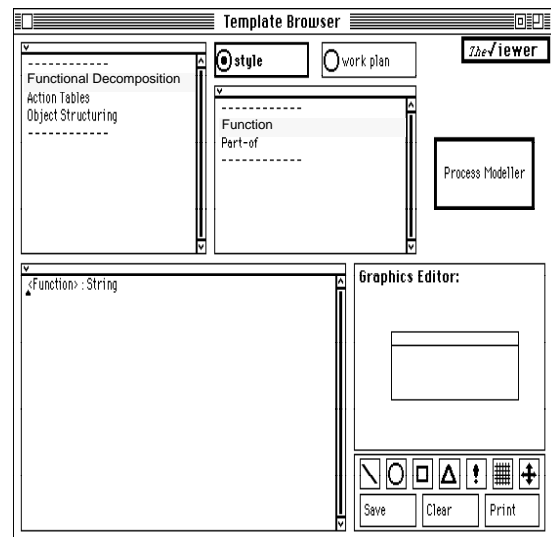 Template Browser
------------
Functional Decomposition
Action Tables
Object Structuring
------------
style
work plan
The Viewer
------------
Function
Part-of
------------
Process Modeller
<Function> : String
Graphics Editor:
Save
Clear
Print